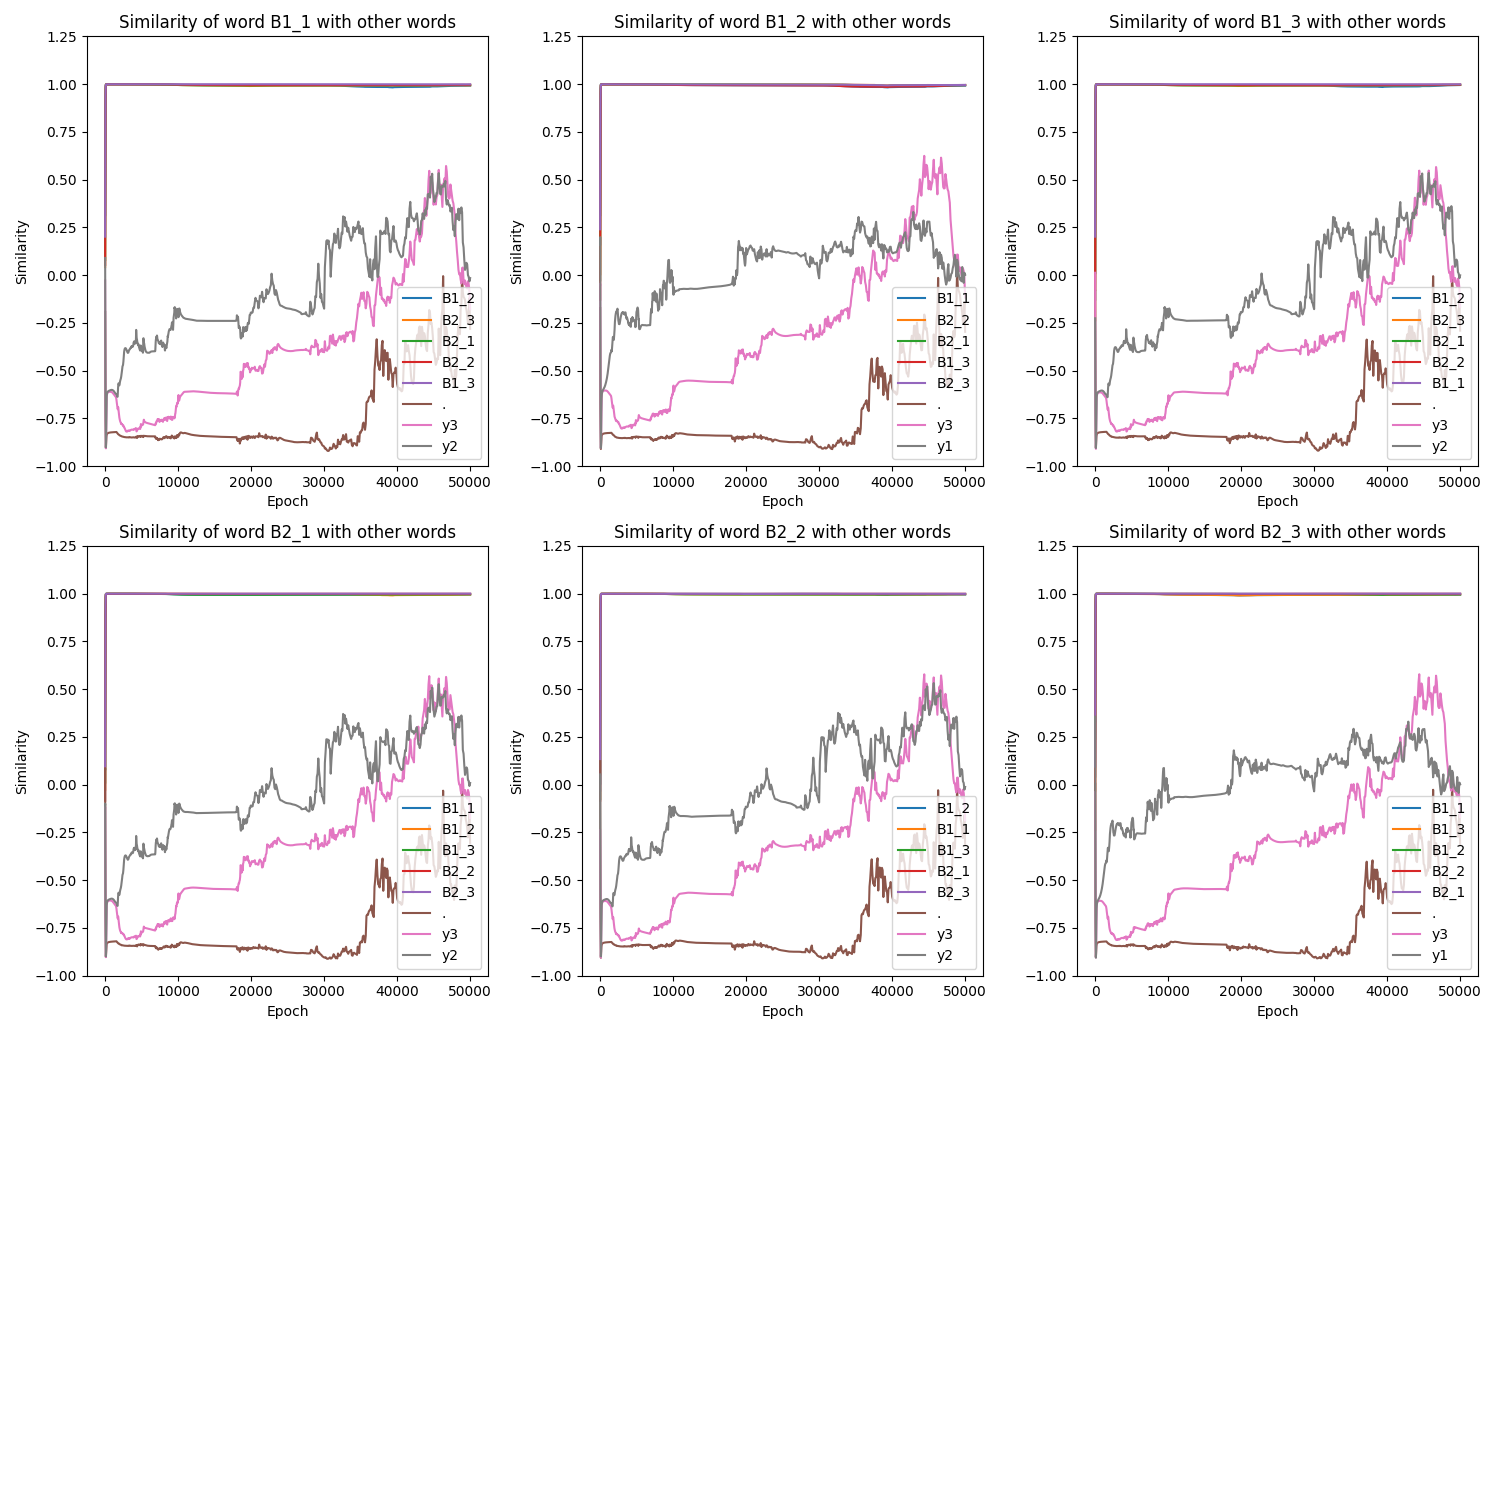 Similarity of word B1_1 with other words
1.25
1.00
0.75
0.50
0.25
0.00
−0.25
−0.50
−0.75
−1.00
Similarity
0 10000 20000 30000 40000 50000
Epoch
B1_2
B2_3
B2_1
B2_2
B1_3
.
y3
y2
Similarity of word B1_2 with other words
1.25
1.00
0.75
0.50
0.25
0.00
−0.25
−0.50
−0.75
−1.00
Similarity
0 10000 20000 30000 40000 50000
Epoch
B1_1
B2_2
B2_1
B1_3
B2_3
.
y3
y1
Similarity of word B1_3 with other words
1.25
1.00
0.75
0.50
0.25
0.00
−0.25
−0.50
−0.75
−1.00
Similarity
0 10000 20000 30000 40000 50000
Epoch
B1_2
B2_3
B2_1
B2_2
B1_1
.
y3
y2
Similarity of word B2_1 with other words
1.25
1.00
0.75
0.50
0.25
0.00
−0.25
−0.50
−0.75
−1.00
Similarity
0 10000 20000 30000 40000 50000
Epoch
B1_1
B1_2
B1_3
B2_2
B2_3
.
y3
y2
Similarity of word B2_2 with other words
1.25
1.00
0.75
0.50
0.25
0.00
−0.25
−0.50
−0.75
−1.00
Similarity
0 10000 20000 30000 40000 50000
Epoch
B1_2
B1_1
B1_3
B2_1
B2_3
.
y3
y2
Similarity of word B2_3 with other words
1.25
1.00
0.75
0.50
0.25
0.00
−0.25
−0.50
−0.75
−1.00
Similarity
0 10000 20000 30000 40000 50000
Epoch
B1_1
B1_3
B1_2
B2_2
B2_1
.
y3
y1